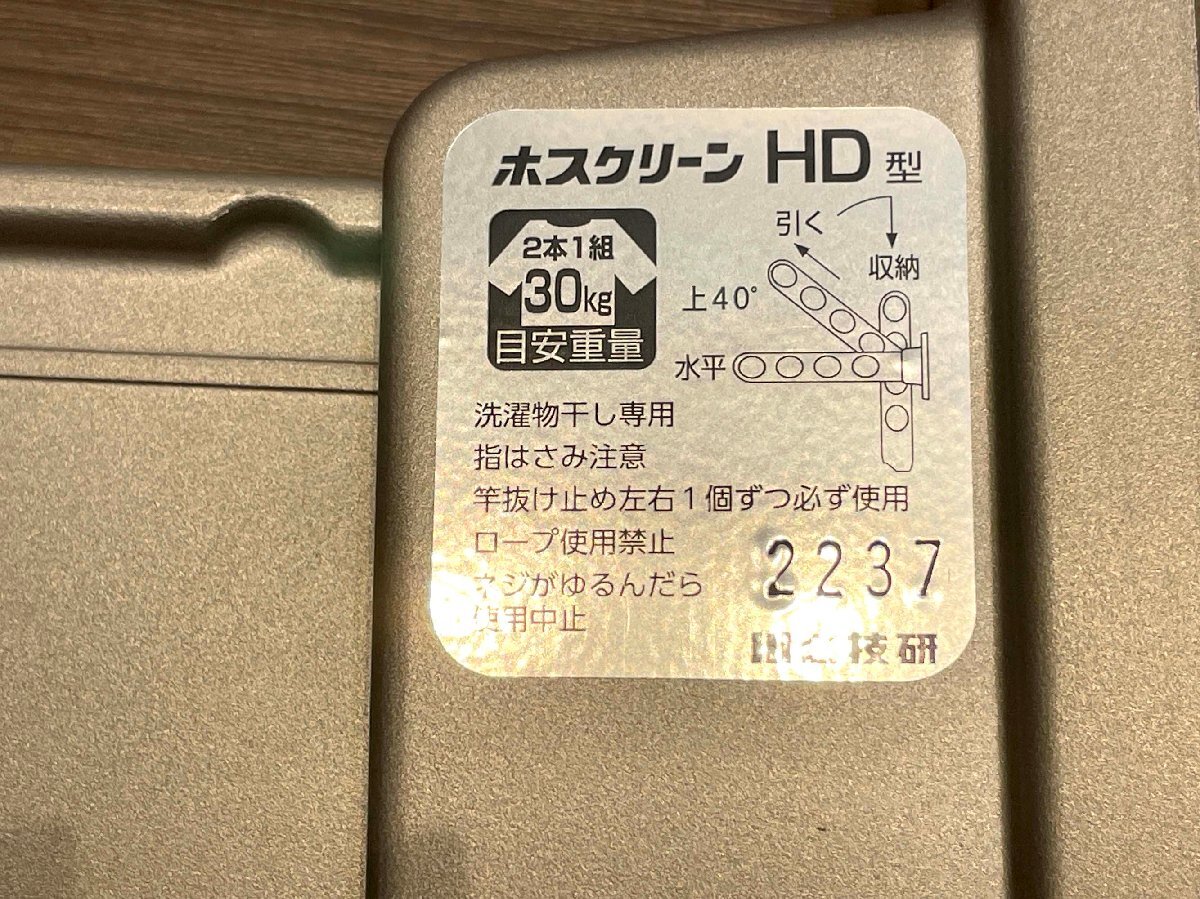 ホスクリーン HD 型
2本1組
30kg
目安重量
引く
収納
上40°
水平
洗濯物干し専用
指はさみ注意
竿抜け止め左右1個ずつ必ず使用
ロープ使用禁止
ネジがゆるんだら
使用中止
2237
技研